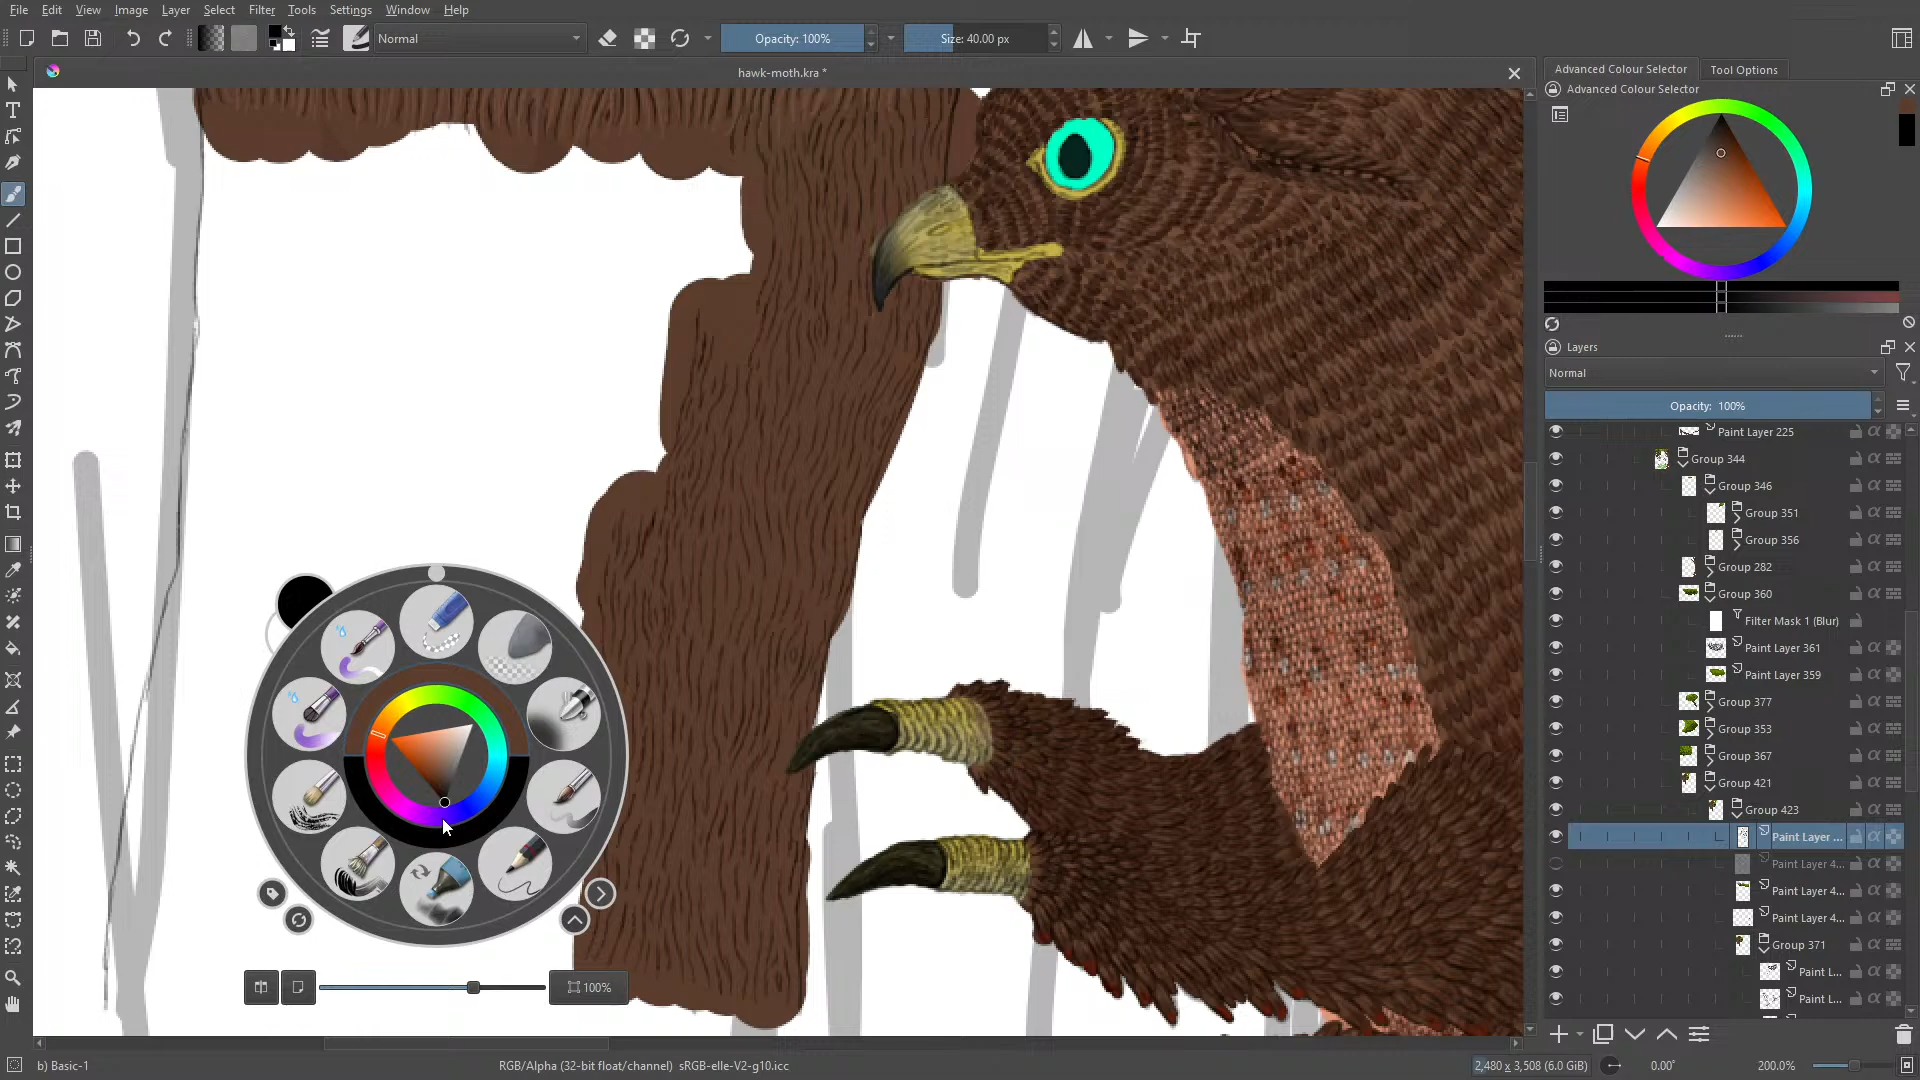 File Edit View Image Layer Select Filter Tools Settings Window Help
Normal
Opacity: 100%
Size: 40.00 px
hawk-moth.kra *
Advanced Colour Selector Tool Options
Advanced Colour Selector
Layers
Normal
Opacity: 100%
Paint Layer 225
Group 344
Group 346
Group 351
Group 356
Group 282
Group 360
Filter Mask 1 (Blur)
Paint Layer 361
Paint Layer 359
Group 377
Group 353
Group 367
Group 421
Group 423
Paint Layer ...
Paint Layer 4...
Paint Layer 4...
Paint Layer 4...
Group 371
Paint L...
Paint L...
100%
b) Basic-1
RGB/Alpha (32-bit float/channel) sRGB-elle-V2-g10.icc
2,480 x 3,508 (6.0 GiB)
0.00°
200.0%